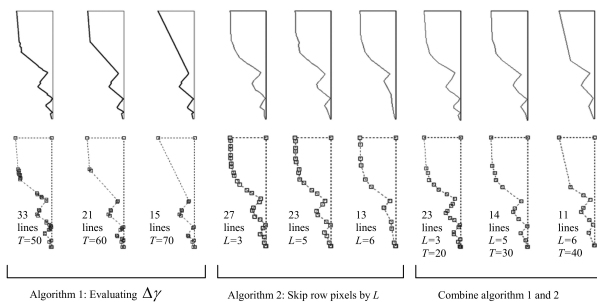 33
lines
T=50
21
lines
T=60
15
lines
T=70
27
lines
L=3
23
lines
L=5
13
lines
L=6
23
lines
L=3
T=20
14
lines
L=5
T=30
11
lines
L=6
T=40
Algorithm 1: Evaluating Δγ
Algorithm 2: Skip row pixels by L
Combine algorithm 1 and 2